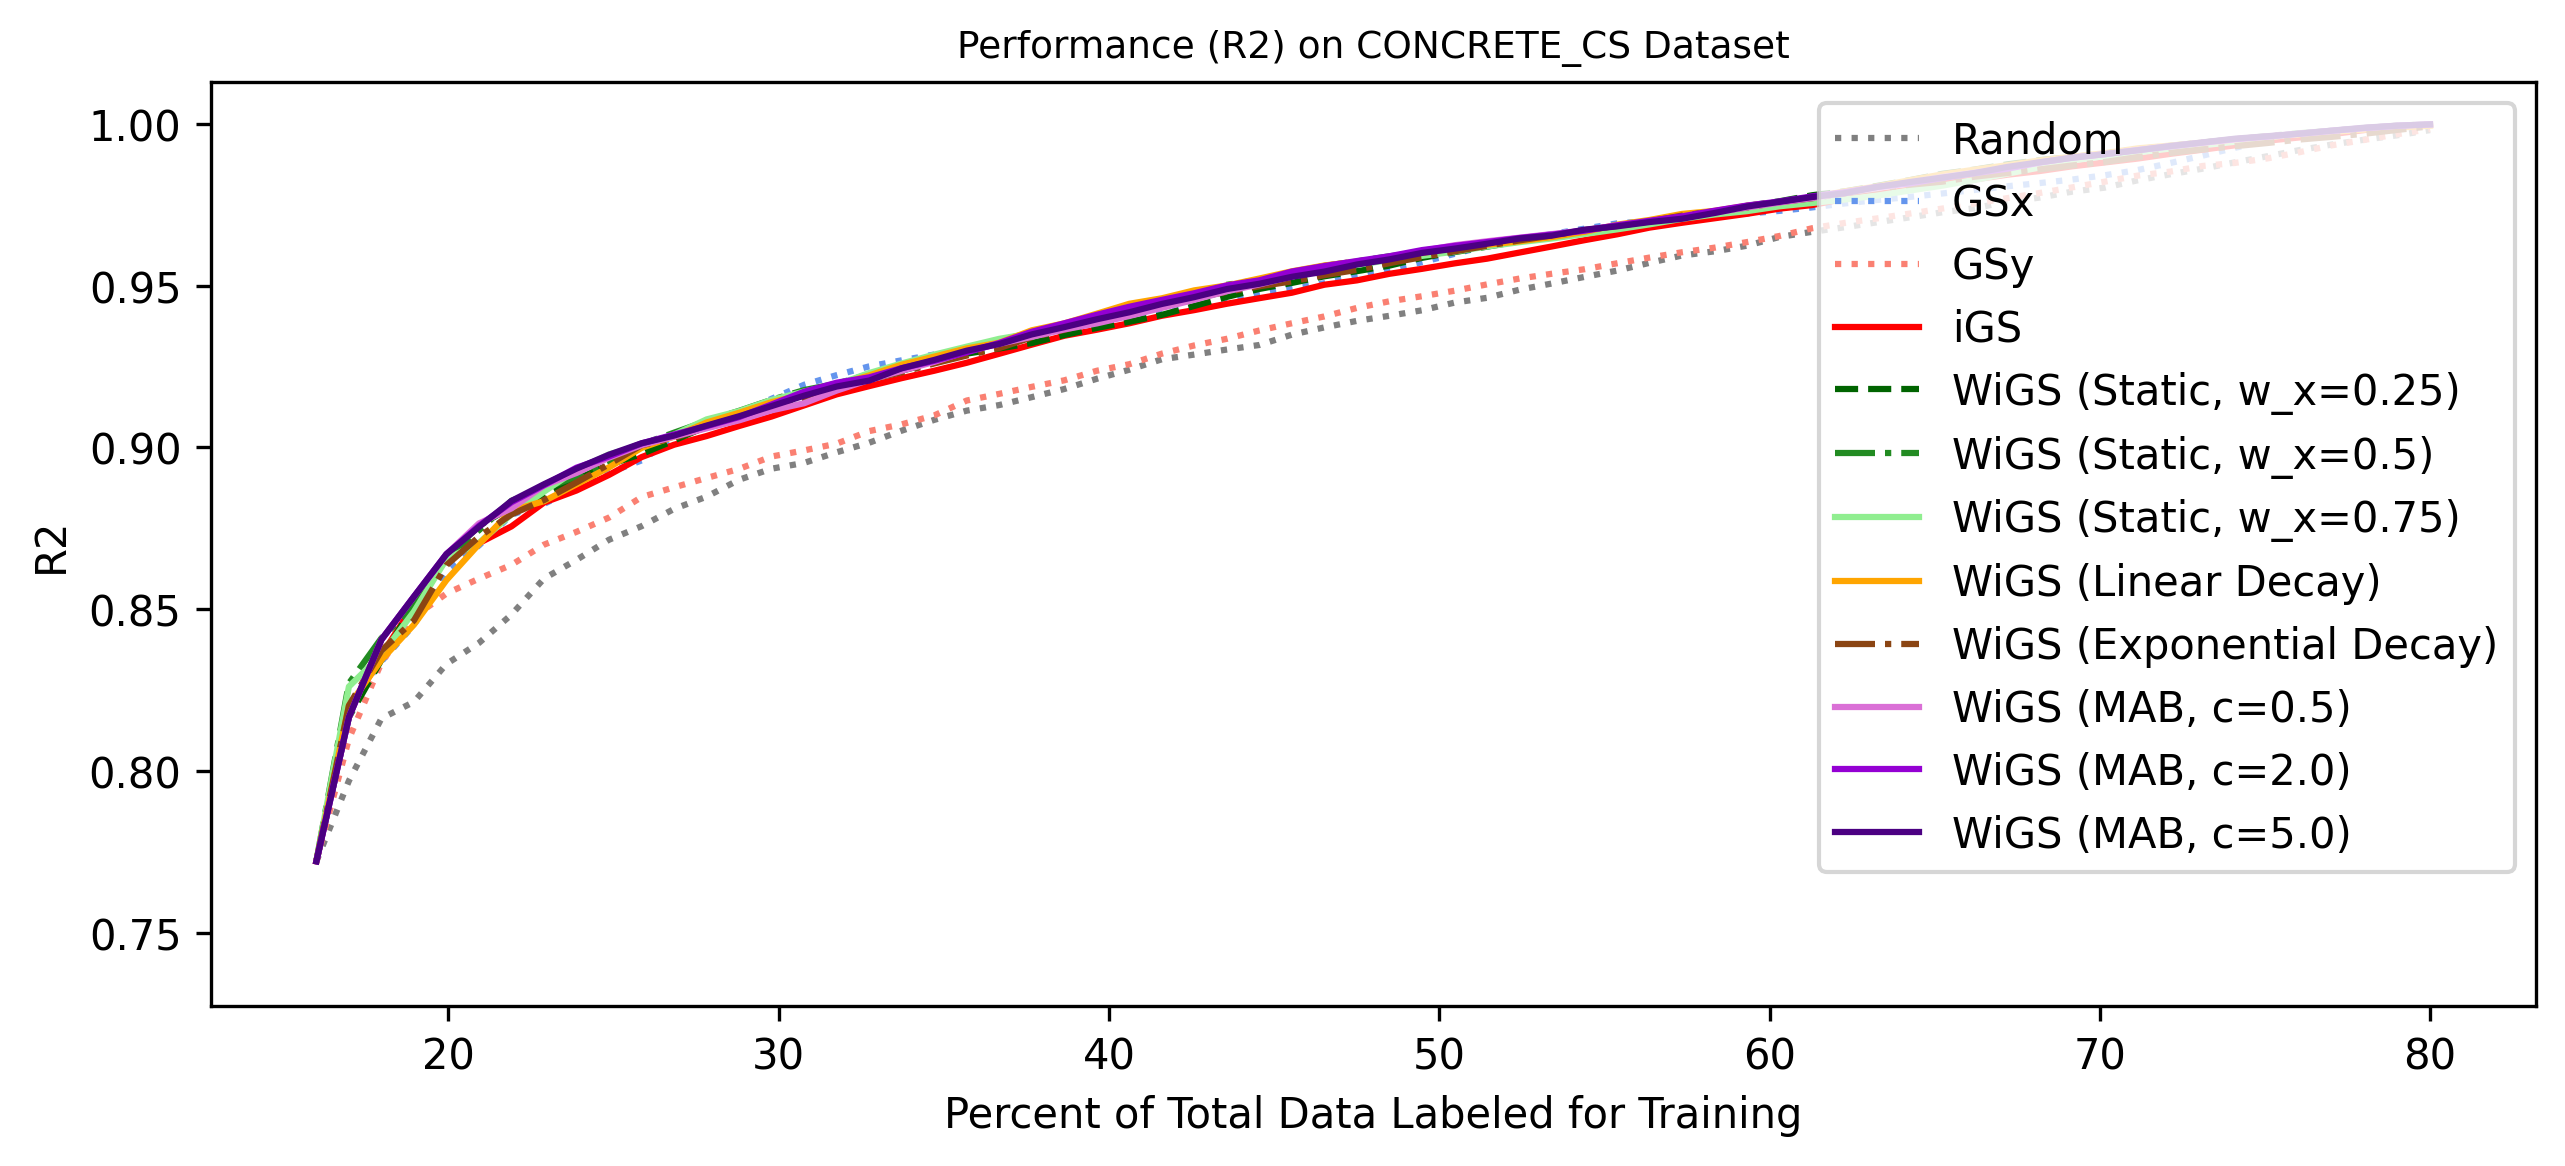 Performance (R2) on CONCRETE_CS Dataset
1.00
0.95
0.90
0.85
0.80
0.75
R2
20 30 40 50 60 70 80
Percent of Total Data Labeled for Training
Random
GSx
GSy
iGS
WiGS (Static, w_x=0.25)
WiGS (Static, w_x=0.5)
WiGS (Static, w_x=0.75)
WiGS (Linear Decay)
WiGS (Exponential Decay)
WiGS (MAB, c=0.5)
WiGS (MAB, c=2.0)
WiGS (MAB, c=5.0)